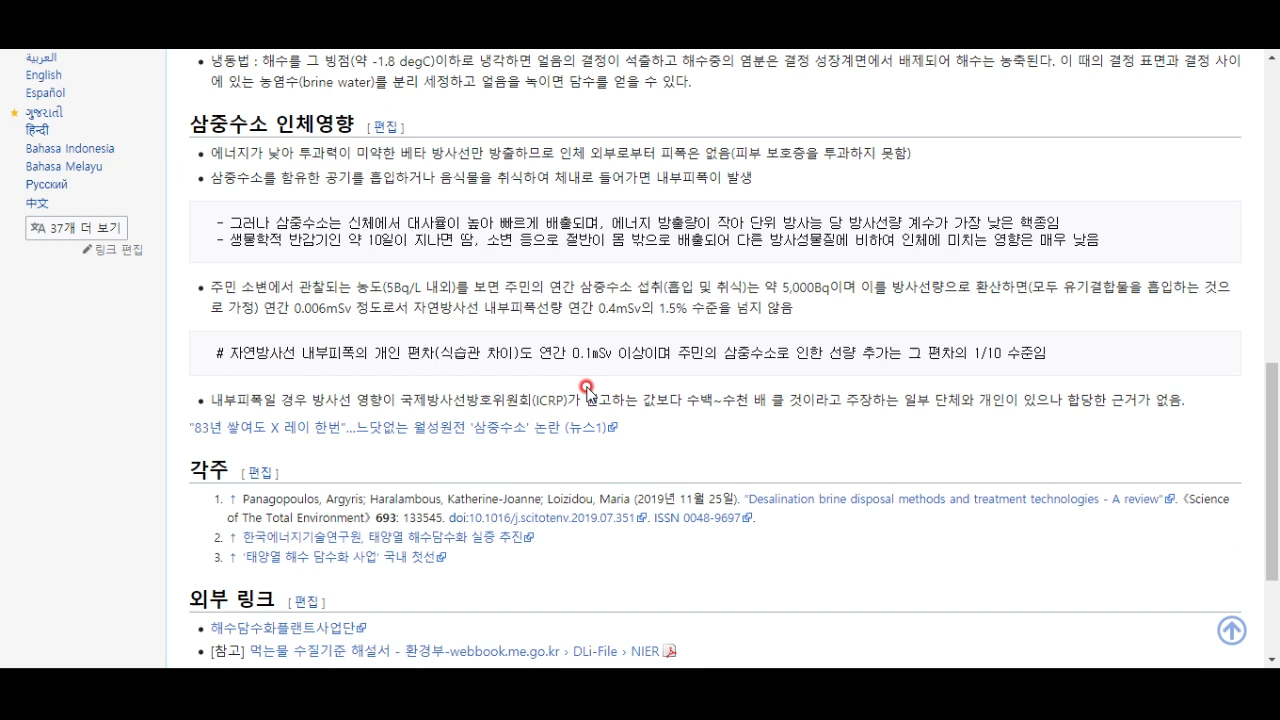 العربية
English
Español
ગુજરાતી
हिन्दी
Bahasa Indonesia
Bahasa Melayu
Русский
中文
37개 더 보기
링크 편집
• 냉동법 : 해수를 그 빙점(약 -1.8 degC)이하로 냉각하면 얼음의 결정이 석출하고 해수중의 염분은 결정 성장계면에서 배제되어 해수는 농축된다. 이 때의 결정 표면과 결정 사이
에 있는 농염수(brine water)를 분리 세정하고 얼음을 녹이면 담수를 얻을 수 있다.
삼중수소 인체영향 [편집]
• 에너지가 낮아 투과력이 미약한 베타 방사선만 방출하므로 인체 외부로부터 피폭은 없음(피부 보호층을 투과하지 못함)
• 삼중수소를 함유한 공기를 흡입하거나 음식물을 취식하여 체내로 들어가면 내부피폭이 발생
- 그러나 삼중수소는 신체에서 대사율이 높아 빠르게 배출되며, 에너지 방출량이 작아 단위 방사는 당 방사선량 계수가 가장 낮은 핵종임
- 생물학적 반감기인 약 10일이 지나면 땀, 소변 등으로 절반이 몸 밖으로 배출되어 다른 방사선물질에 비하여 인체에 미치는 영향은 매우 낮음
• 주민 소변에서 관찰되는 농도(5Bq/L 내외)를 보면 주민의 연간 삼중수소 섭취(흡입 및 취식)는 약 5,000Bq이며 이를 방사선량으로 환산하면(모두 유기결합물을 흡입하는 것으
로 가정) 연간 0.006mSv 정도로서 자연방사선 내부피폭선량 연간 0.4mSv의 1.5% 수준을 넘지 않음
# 자연방사선 내부피폭의 개인 편차(식습관 차이)도 연간 0.1mSv 이상이며 주민의 삼중수소로 인한 선량 추가는 그 편차의 1/10 수준임
• 내부피폭일 경우 방사선 영향이 국제방사선방호위원회(ICRP)가 권고하는 값보다 수백~수천 배 클 것이라고 주장하는 일부 단체와 개인이 있으나 합당한 근거가 없음.
"83년 쌓여도 X 레이 한번"...느닷없는 월성원전 '삼중수소' 논란 (뉴스1)
각주 [편집]
1. ↑ Panagopoulos, Argyris; Haralambous, Katherine-Joanne; Loizidou, Maria (2019년 11월 25일). "Desalination brine disposal methods and treatment technologies - A review". 《Science
of The Total Environment》 693: 133545. doi:10.1016/j.scitotenv.2019.07.351. ISSN 0048-9697.
2. ↑ 한국에너지기술연구원, 태양열 해수담수화 실증 추진
3. ↑ '태양열 해수 담수화 사업' 국내 첫선
외부 링크 [편집]
• 해수담수화플랜트사업단
• [참고] 먹는물 수질기준 해설서 - 환경부-webbook.me.go.kr › DLi-File › NIER